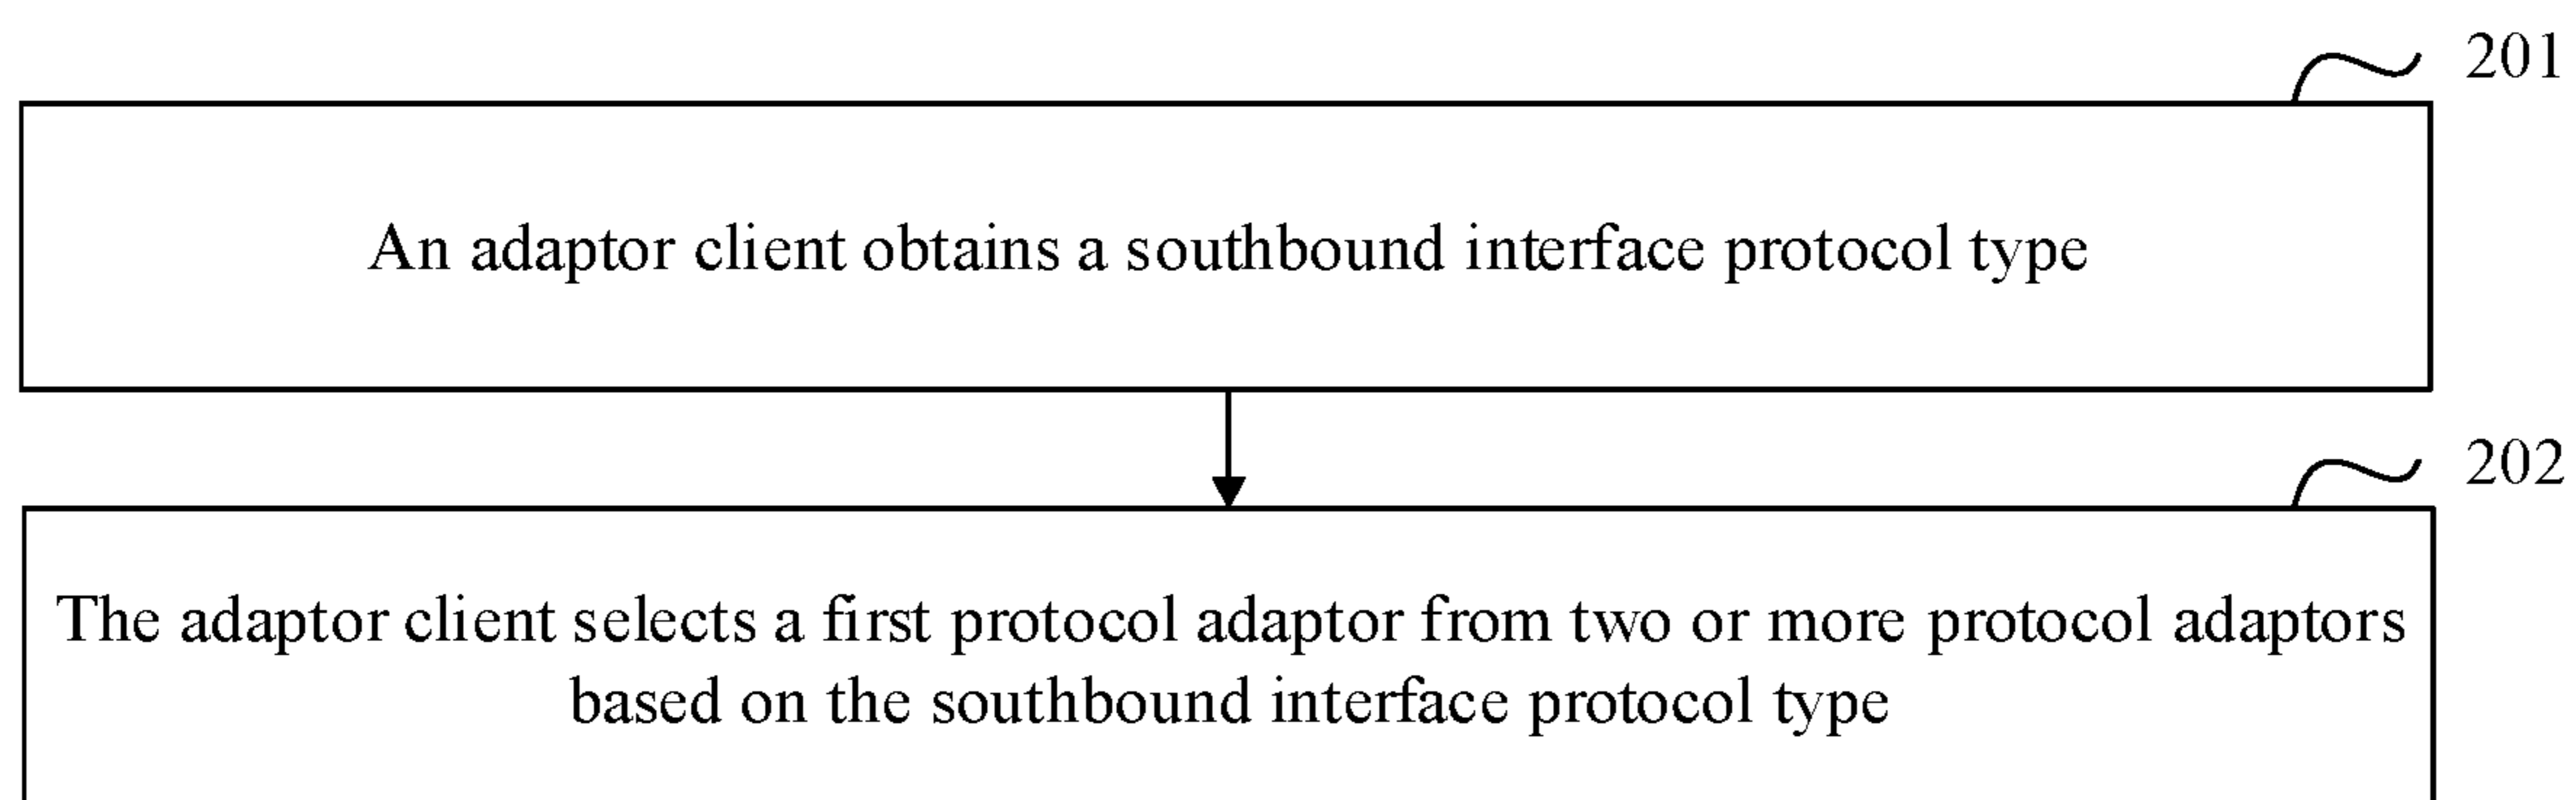 201
An adaptor client obtains a southbound interface protocol type
202
The adaptor client selects a first protocol adaptor from two or more protocol adaptors
based on the southbound interface protocol type